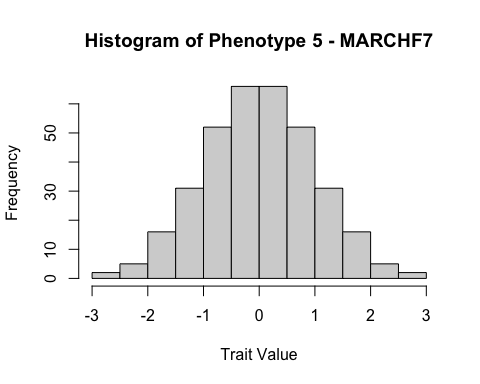 Histogram of Phenotype 5 - MARCHF7
Frequency
50
30
10
0
-3 -2 -1 0 1 2 3
Trait Value